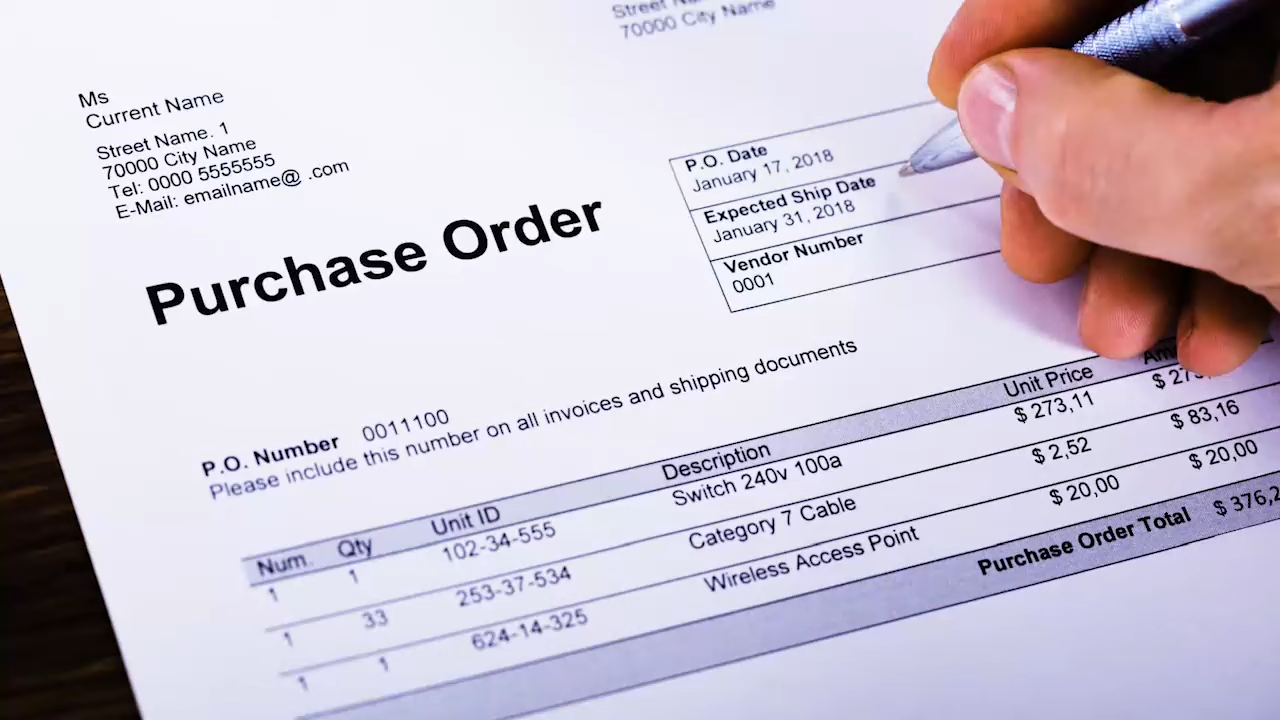 Street
70000 City Name
Ms
Current Name
Street Name. 1
70000 City Name
Tel: 0000 5555555
E-Mail: emailname@ .com
Purchase Order
P.O. Date
January 17, 2018
Expected Ship Date
January 31, 2018
Vendor Number
0001
P.O. Number 0011100
Please include this number on all invoices and shipping documents
Num. Qty Unit ID Description Unit Price
1 1 102-34-555 Switch 240v 100a $ 273,11
1 33 253-37-534 Category 7 Cable $ 2,52 $ 83,16
1 1 624-14-325 Wireless Access Point $ 20,00 $ 20,00
Purchase Order Total $ 376,2